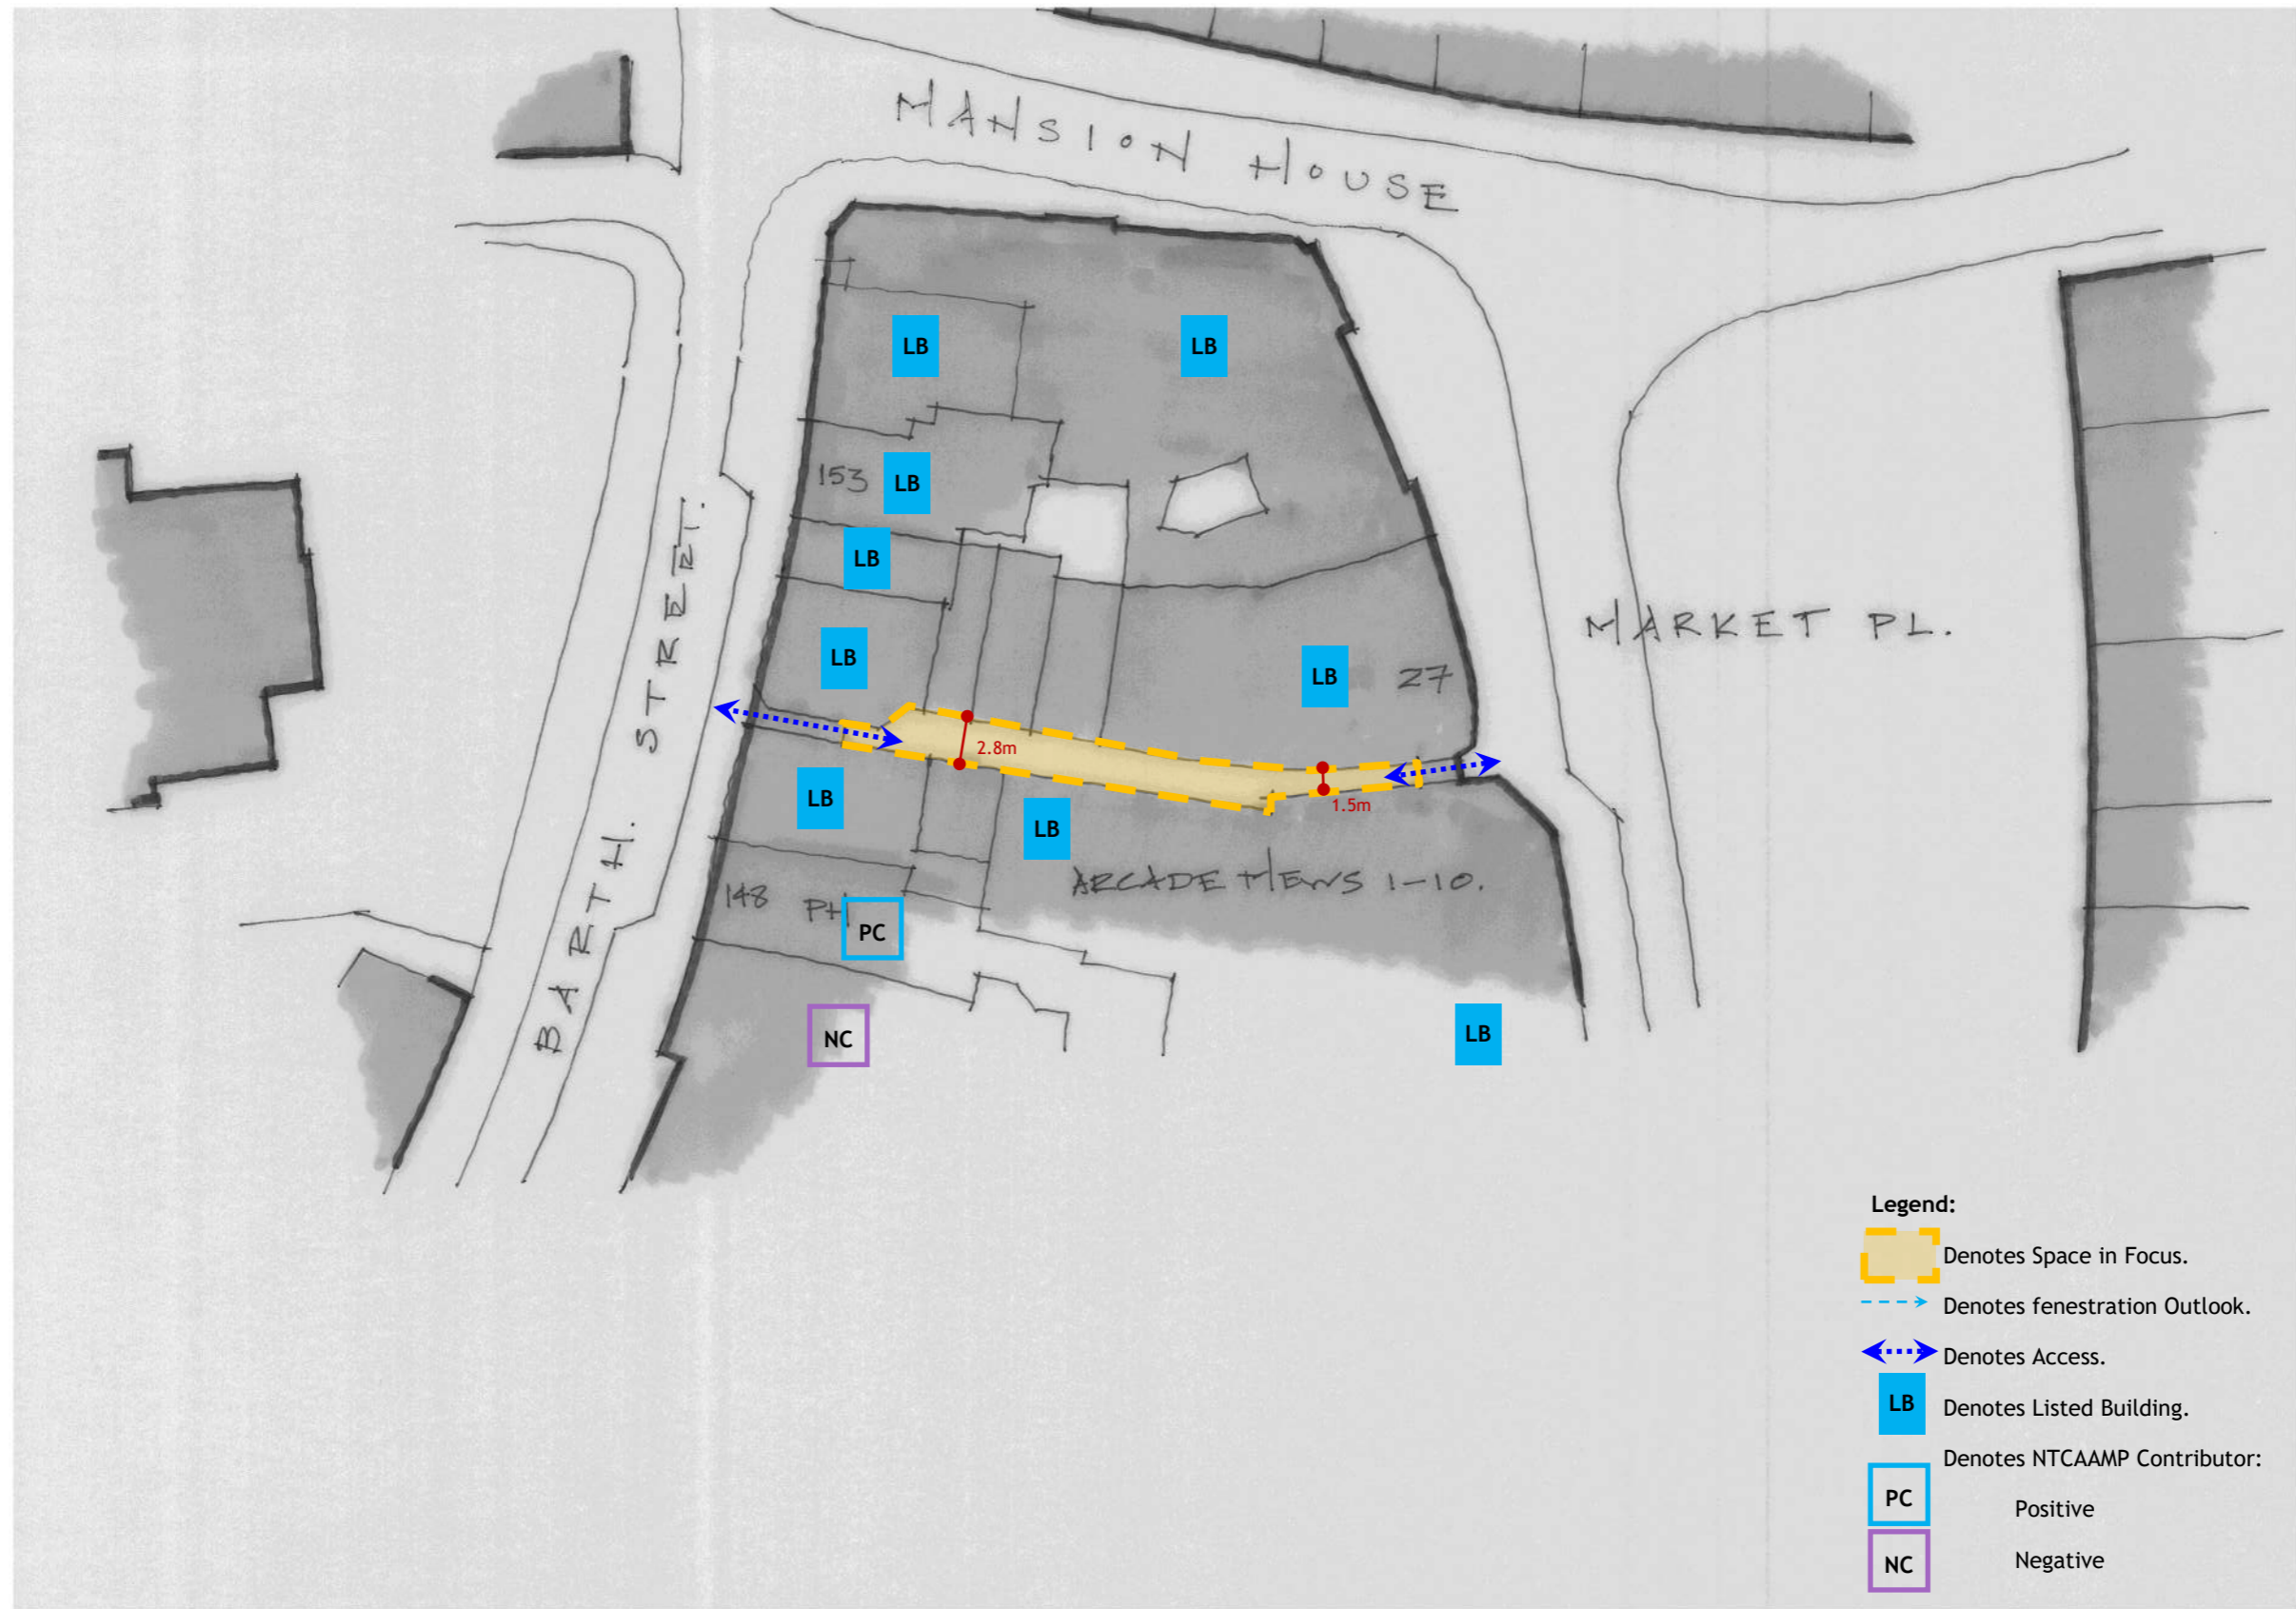 MANSION HOUSE
LB
LB
153
LB
LB
LB
LB
27
MARKET PL.
BARTH. STREET.
2.8m
1.5m
LB
LB
ARCADE MEWS 1-10.
148 PH
PC
NC
LB
Legend:
Denotes Space in Focus.
Denotes fenestration Outlook.
Denotes Access.
LB Denotes Listed Building.
Denotes NTCAAMP Contributor:
PC Positive
NC Negative